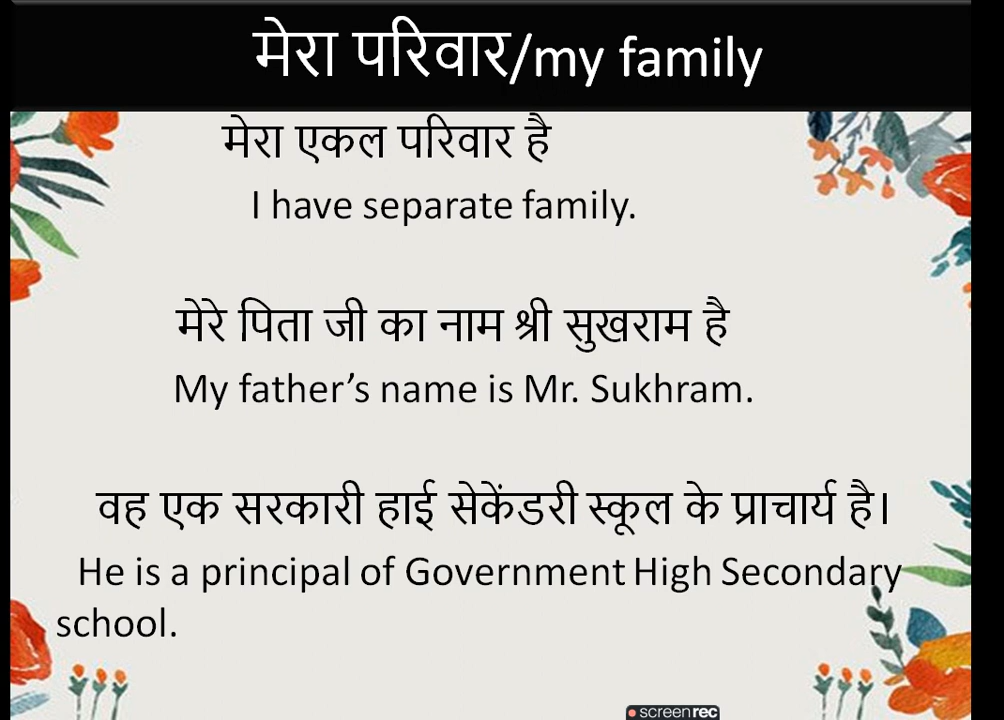 मेरा परिवार/my family
मेरा एकल परिवार है
I have separate family.
मेरे पिता जी का नाम श्री सुखराम है
My father’s name is Mr. Sukhram.
वह एक सरकारी हाई सेकेंडरी स्कूल के प्राचार्य है।
He is a principal of Government High Secondary
school.
screenrec